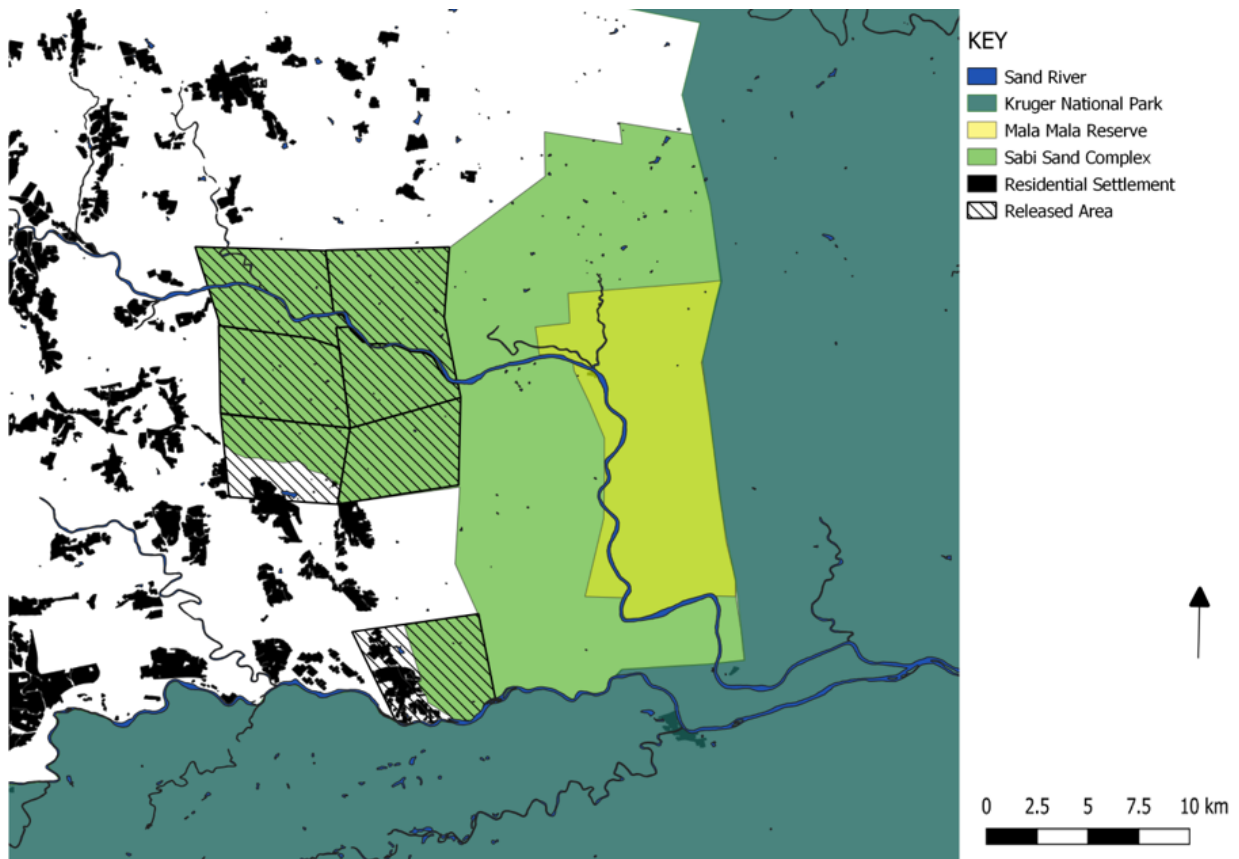 KEY
Sand River
Kruger National Park
Mala Mala Reserve
Sabi Sand Complex
Residential Settlement
Released Area
0 2.5 5 7.5 10 km